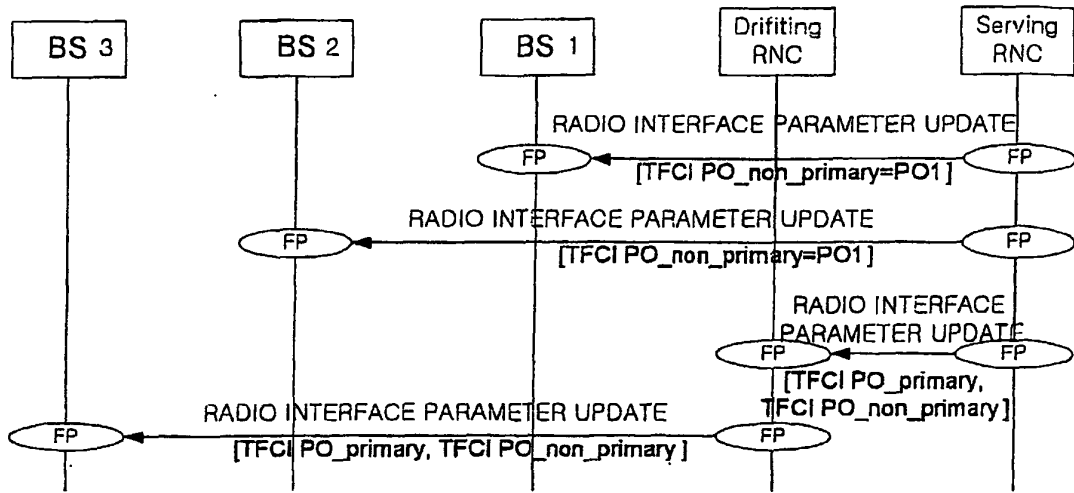 BS 3
BS 2
BS 1
Drifiting
RNC
Serving
RNC
RADIO INTERFACE PARAMETER UPDATE
FP
FP
[TFCI PO_non_primary=PO1]
RADIO INTERFACE PARAMETER UPDATE
FP
FP
[TFCI PO_non_primary=PO1]
RADIO INTERFACE
PARAMETER UPDATE
FP
FP
[TFCI PO_primary,
TFCI PO_non_primary]
RADIO INTERFACE PARAMETER UPDATE
FP
FP
[TFCI PO_primary, TFCI PO_non_primary]